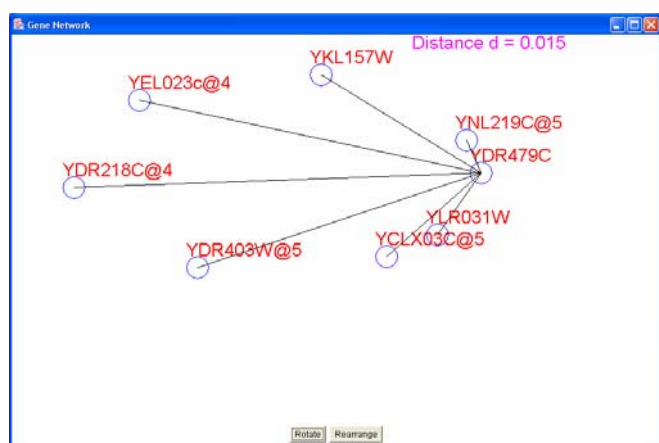 Gene Network
Distance d = 0.015
YKL157W
YEL023c@4
YNL219C@5
YDR479C
YDR218C@4
YLR031W
YCLX03C@5
YDR403W@5
Rotate Rearrange